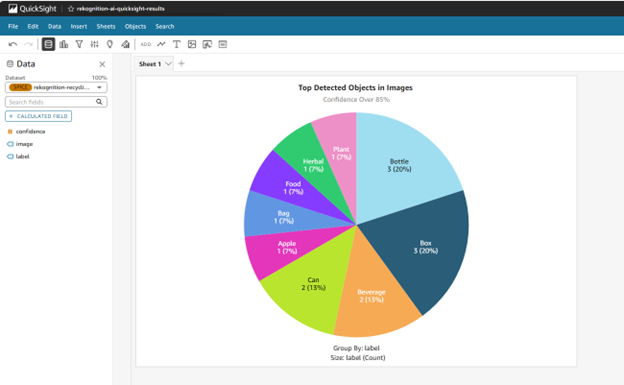 QuickSight rekognition-ai-quicksight-results
File Edit Data Insert Sheets Objects Search
ADD:
Data
Dataset 100%
SPICE rekognition-recycli...
Search fields
+ CALCULATED FIELD
confidence
image
label
Sheet 1
Top Detected Objects in Images
Confidence Over 85%
Plant
1 (7%)
Bottle
3 (20%)
Herbal
1 (7%)
Food
1 (7%)
Bag
1 (7%)
Box
3 (20%)
Apple
1 (7%)
Can
2 (13%)
Beverage
2 (13%)
Group By: label
Size: label (Count)